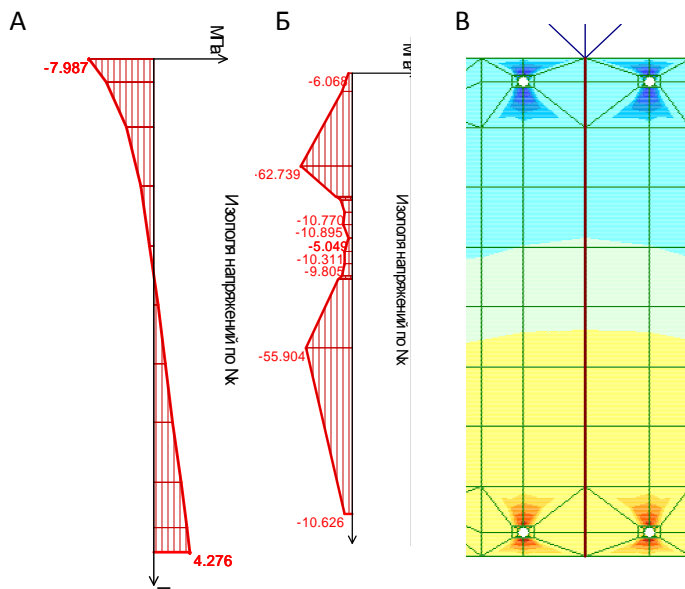 А
Б
В
МПа
-7.987
Изополя напряжений по Nx
4.276
-6.068
-62.739
-10.770
-10.895
-5.049
-10.311
-9.805
Изополя напряжений по Nx
-55.904
-10.626